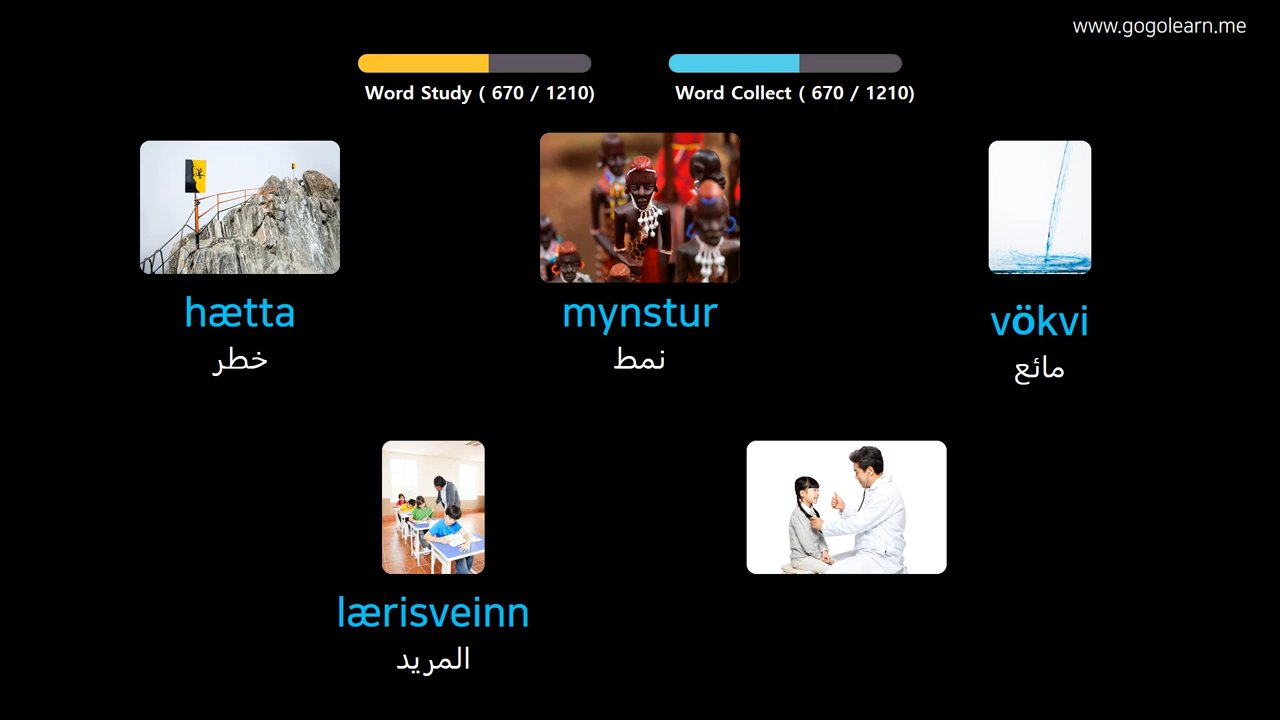 www.gogolearn.me
Word Study ( 670 / 1210)
Word Collect ( 670 / 1210)
hætta
خطر
mynstur
نمط
vökvi
مائع
lærisveinn
المريد